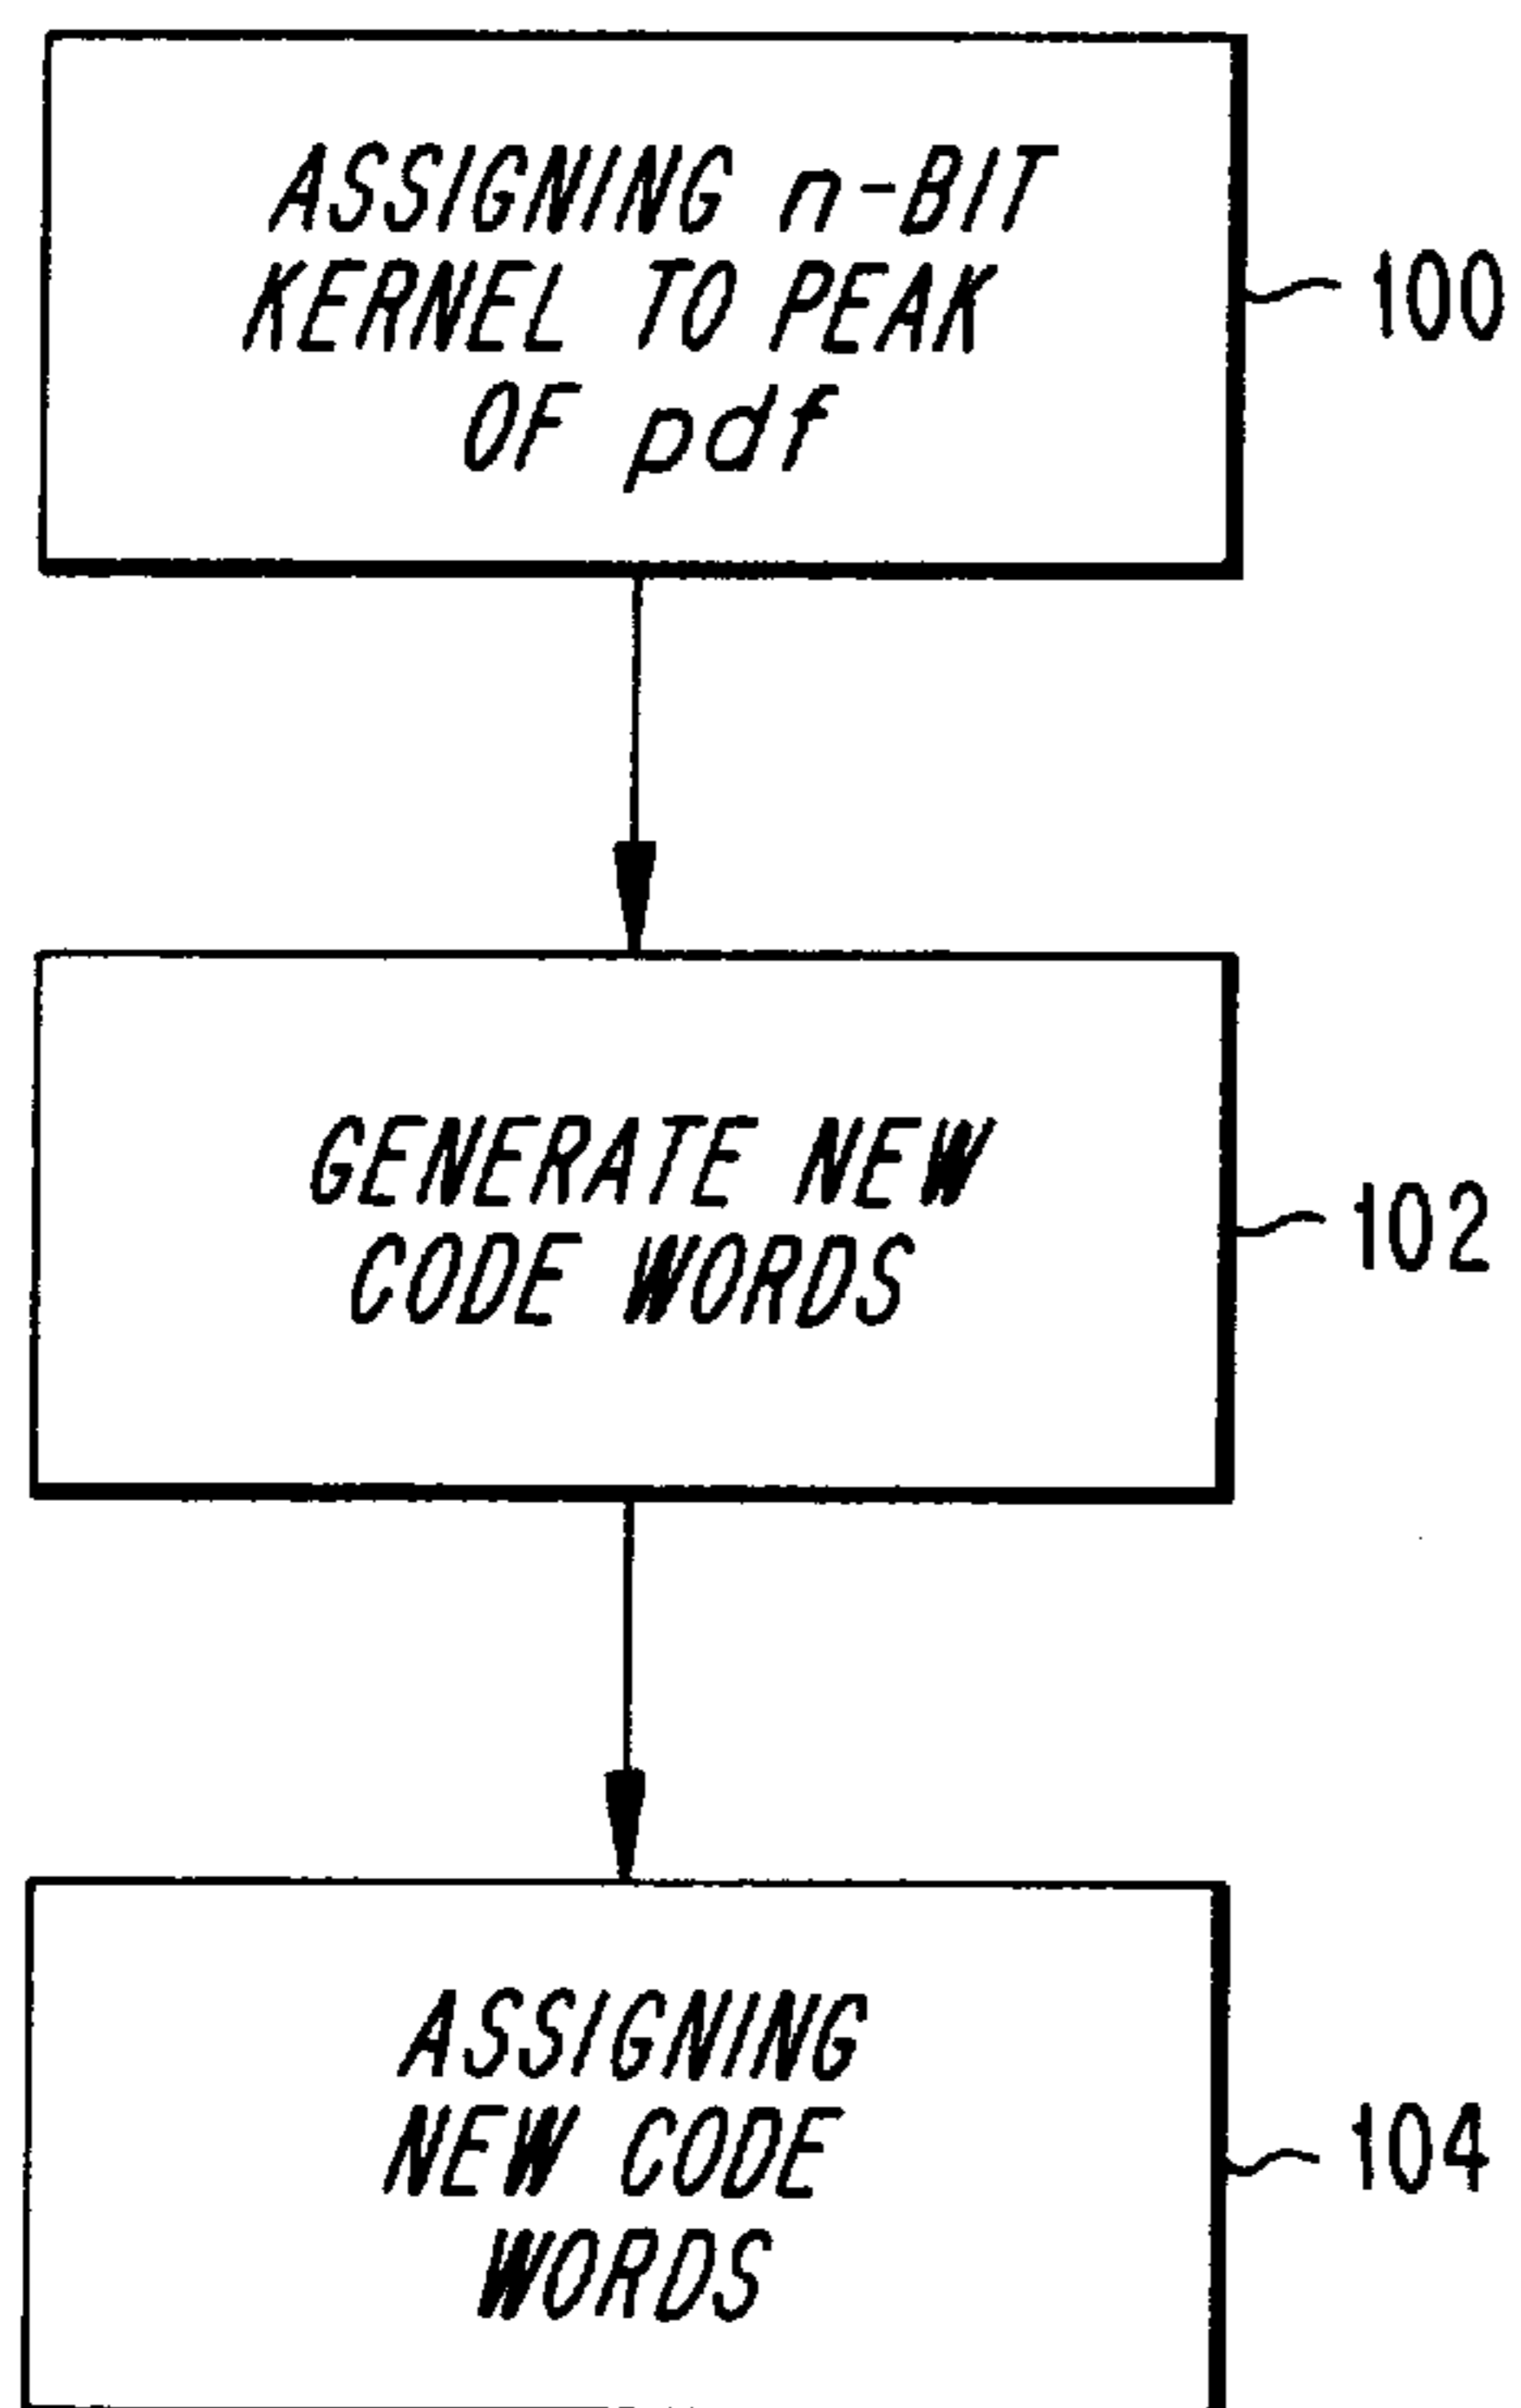 ASSIGNING n-BIT
KERNEL TO PEAK
OF pdf
100
GENERATE NEW
CODE WORDS
102
ASSIGNING
NEW CODE
WORDS
104